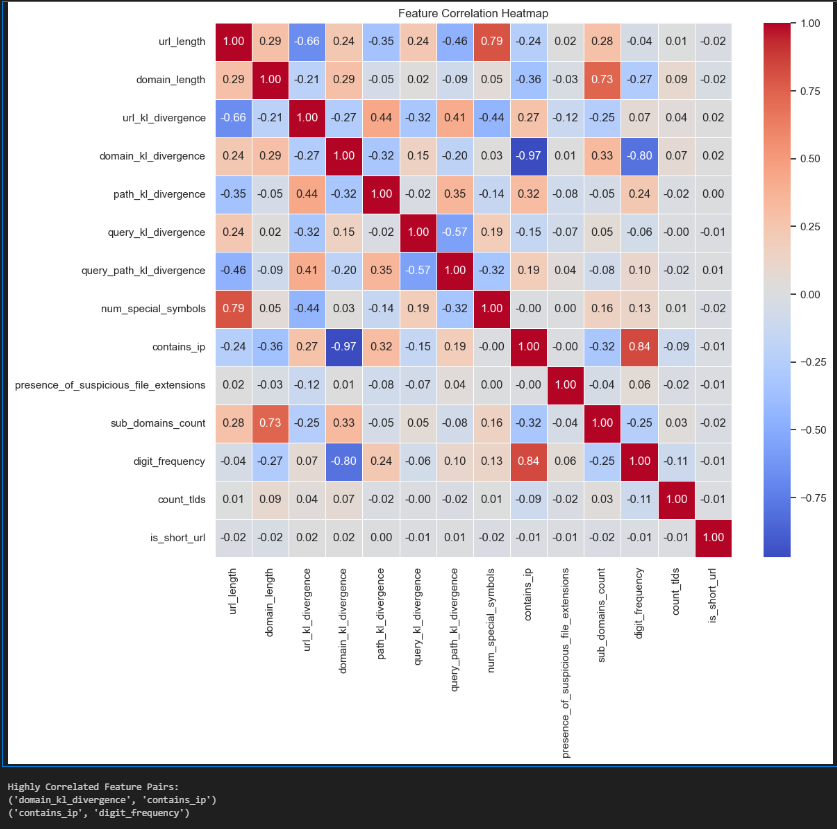 Feature Correlation Heatmap
url_length 1.00 0.29 -0.66 0.24 -0.35 0.24 -0.46 0.79 -0.24 0.02 0.28 -0.04 0.01 -0.02
domain_length 0.29 1.00 -0.21 0.29 -0.05 0.02 -0.09 0.05 -0.36 -0.03 0.73 -0.27 0.09 -0.02
url_kl_divergence -0.66 -0.21 1.00 -0.27 0.44 -0.32 0.41 -0.44 0.27 -0.12 -0.25 0.07 0.04 0.02
domain_kl_divergence 0.24 0.29 -0.27 1.00 -0.32 0.15 -0.20 0.03 -0.97 0.01 0.33 -0.80 0.07 0.02
path_kl_divergence -0.35 -0.05 0.44 -0.32 1.00 -0.02 0.35 -0.14 0.32 -0.08 -0.05 0.24 -0.02 0.00
query_kl_divergence 0.24 0.02 -0.32 0.15 -0.02 1.00 -0.57 0.19 -0.15 -0.07 0.05 -0.06 -0.00 -0.01
query_path_kl_divergence -0.46 -0.09 0.41 -0.20 0.35 -0.57 1.00 -0.32 0.19 0.04 -0.08 0.10 -0.02 0.01
num_special_symbols 0.79 0.05 -0.44 0.03 -0.14 0.19 -0.32 1.00 -0.00 0.00 0.16 0.13 0.01 -0.02
contains_ip -0.24 -0.36 0.27 -0.97 0.32 -0.15 0.19 -0.00 1.00 -0.00 -0.32 0.84 -0.09 -0.01
presence_of_suspicious_file_extensions 0.02 -0.03 -0.12 0.01 -0.08 -0.07 0.04 0.00 -0.00 1.00 -0.04 0.06 -0.02 -0.01
sub_domains_count 0.28 0.73 -0.25 0.33 -0.05 0.05 -0.08 0.16 -0.32 -0.04 1.00 -0.25 0.03 -0.02
digit_frequency -0.04 -0.27 0.07 -0.80 0.24 -0.06 0.10 0.13 0.84 0.06 -0.25 1.00 -0.11 -0.01
count_tlds 0.01 0.09 0.04 0.07 -0.02 -0.00 -0.02 0.01 -0.09 -0.02 0.03 -0.11 1.00 -0.01
is_short_url -0.02 -0.02 0.02 0.02 0.00 -0.01 0.01 -0.02 -0.01 -0.01 -0.02 -0.01 -0.01 1.00
url_length
domain_length
url_kl_divergence
domain_kl_divergence
path_kl_divergence
query_kl_divergence
query_path_kl_divergence
num_special_symbols
contains_ip
presence_of_suspicious_file_extensions
sub_domains_count
digit_frequency
count_tlds
is_short_url
1.00
0.75
0.50
0.25
0.00
-0.25
-0.50
-0.75
Highly Correlated Feature Pairs:
('domain_kl_divergence', 'contains_ip')
('contains_ip', 'digit_frequency')